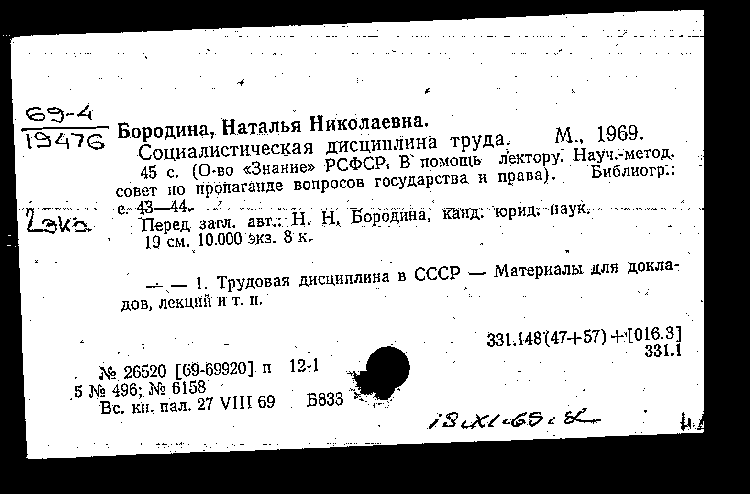 69-4
19476
Бородина, Наталья Николаевна.
Социалистическая дисциплина труда. М., 1969.
45 с. (О-во «Знание» РСФСР. В помощь лектору. Науч.-метод.
совет по пропаганде вопросов государства и права). Библиогр.:
с. 43—44.
2 экз.
Перед загл. авт.: Н. Н. Бородина, канд. юрид. наук.
19 см. 10.000 экз. 8 к.
— — 1. Трудовая дисциплина в СССР — Материалы для докла-
дов, лекций и т. п.
331.148(47+57)+[016.3]
331.1
№ 26520 [69-69920] п 12-1
5 № 496; № 6158
Вс. кн. пал. 27 VIII 69 Б833